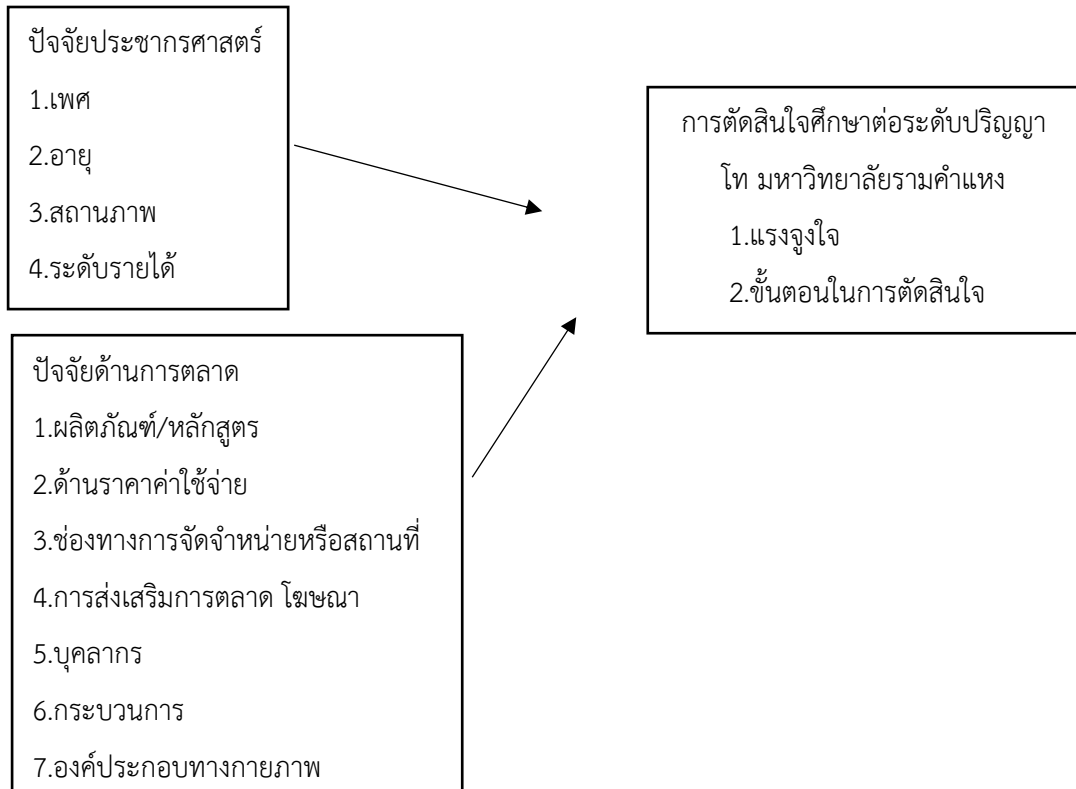 ปัจจัยประชากรศาสตร์
1.เพศ
2.อายุ
3.สถานภาพ
4.ระดับรายได้
การตัดสินใจศึกษาต่อระดับปริญญา
โท มหาวิทยาลัยรามคำแหง
1.แรงจูงใจ
2.ขั้นตอนในการตัดสินใจ
ปัจจัยด้านการตลาด
1.ผลิตภัณฑ์/หลักสูตร
2.ด้านราคาค่าใช้จ่าย
3.ช่องทางการจัดจำหน่ายหรือสถานที่
4.การส่งเสริมการตลาด โฆษณา
5.บุคลากร
6.กระบวนการ
7.องค์ประกอบทางกายภาพ